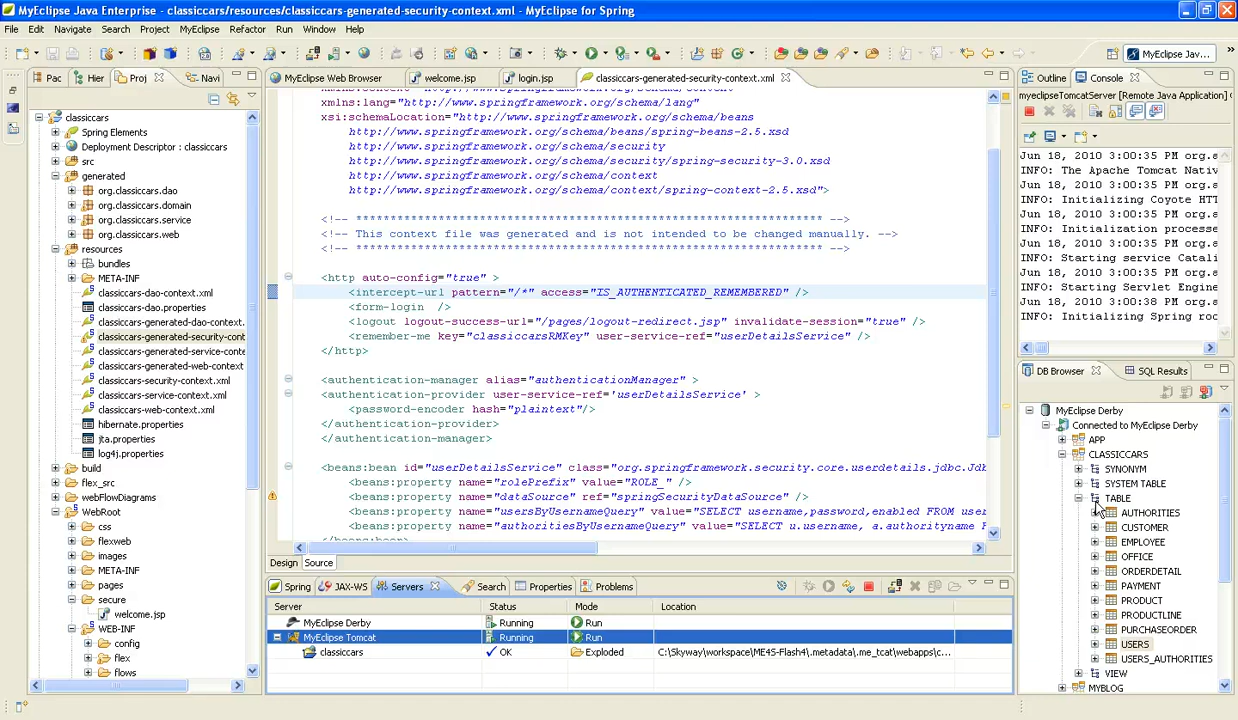 MyEclipse Java Enterprise - classiccars/resources/classiccars-generated-security-context.xml - MyEclipse for Spring
File Edit Navigate Search Project MyEclipse Refactor Run Window Help
MyEclipse Jav...
Pac Hier Proj Navi
MyEclipse Web Browser welcome.jsp login.jsp classiccars-generated-security-context.xml
Outline Console
classiccars
Spring Elements
Deployment Descriptor : classiccars
src
generated
org.classiccars.dao
org.classiccars.domain
org.classiccars.service
org.classiccars.web
resources
bundles
META-INF
classiccars-dao-context.xml
classiccars-dao.properties
classiccars-generated-dao-context.
classiccars-generated-security-cont
classiccars-generated-service-conte
classiccars-generated-web-context
classiccars-security-context.xml
classiccars-service-context.xml
classiccars-web-context.xml
hibernate.properties
jta.properties
log4j.properties
build
flex_src
webFlowDiagrams
WebRoot
css
flexweb
images
META-INF
pages
secure
welcome.jsp
WEB-INF
config
flex
flows
xmlns:lang="http://www.springframework.org/schema/lang"
xsi:schemaLocation="http://www.springframework.org/schema/beans
http://www.springframework.org/schema/beans/spring-beans-2.5.xsd
http://www.springframework.org/schema/security
http://www.springframework.org/schema/security/spring-security-3.0.xsd
http://www.springframework.org/schema/context
http://www.springframework.org/schema/context/spring-context-2.5.xsd">
<!-- ******************************************************************** -->
<!-- This context file was generated and is not intended to be changed manually. -->
<!-- ******************************************************************** -->
<http auto-config="true" >
<intercept-url pattern="/*" access="IS_AUTHENTICATED_REMEMBERED" />
<form-login />
<logout logout-success-url="/pages/logout-redirect.jsp" invalidate-session="true" />
<remember-me key="classiccarsRMKey" user-service-ref="userDetailsService" />
</http>
<authentication-manager alias="authenticationManager" >
<authentication-provider user-service-ref='userDetailsService' >
<password-encoder hash="plaintext"/>
</authentication-provider>
</authentication-manager>
<beans:bean id="userDetailsService" class="org.springframework.security.core.userdetails.jdbc.Jdb
<beans:property name="rolePrefix" value="ROLE_" />
<beans:property name="dataSource" ref="springSecurityDataSource" />
<beans:property name="usersByUsernameQuery" value="SELECT username,password,enabled FROM user
<beans:property name="authoritiesByUsernameQuery" value="SELECT u.username, a.authorityname F
</beans:bean>
Design Source
Spring JAX-WS Servers Search Properties Problems
Server Status Mode Location
MyEclipse Derby Running Run
MyEclipse Tomcat Running Run
classiccars OK Exploded C:\Skyway\workspace\ME4S-Flash4\.metadata\.me_tcat\webapps\c...
myeclipseTomcatServer [Remote Java Application]
Jun 18, 2010 3:00:35 PM org.a
INFO: The Apache Tomcat Nativ
Jun 18, 2010 3:00:35 PM org.a
INFO: Initializing Coyote HTT
Jun 18, 2010 3:00:35 PM org.a
INFO: Initialization processe
Jun 18, 2010 3:00:35 PM org.a
INFO: Starting service Catali
Jun 18, 2010 3:00:35 PM org.a
INFO: Starting Servlet Engine
Jun 18, 2010 3:00:38 PM org.a
INFO: Initializing Spring roo
DB Browser SQL Results
MyEclipse Derby
Connected to MyEclipse Derby
APP
CLASSICCARS
SYNONYM
SYSTEM TABLE
TABLE
AUTHORITIES
CUSTOMER
EMPLOYEE
OFFICE
ORDERDETAIL
PAYMENT
PRODUCT
PRODUCTLINE
PURCHASEORDER
USERS
USERS_AUTHORITIES
VIEW
MYBLOG